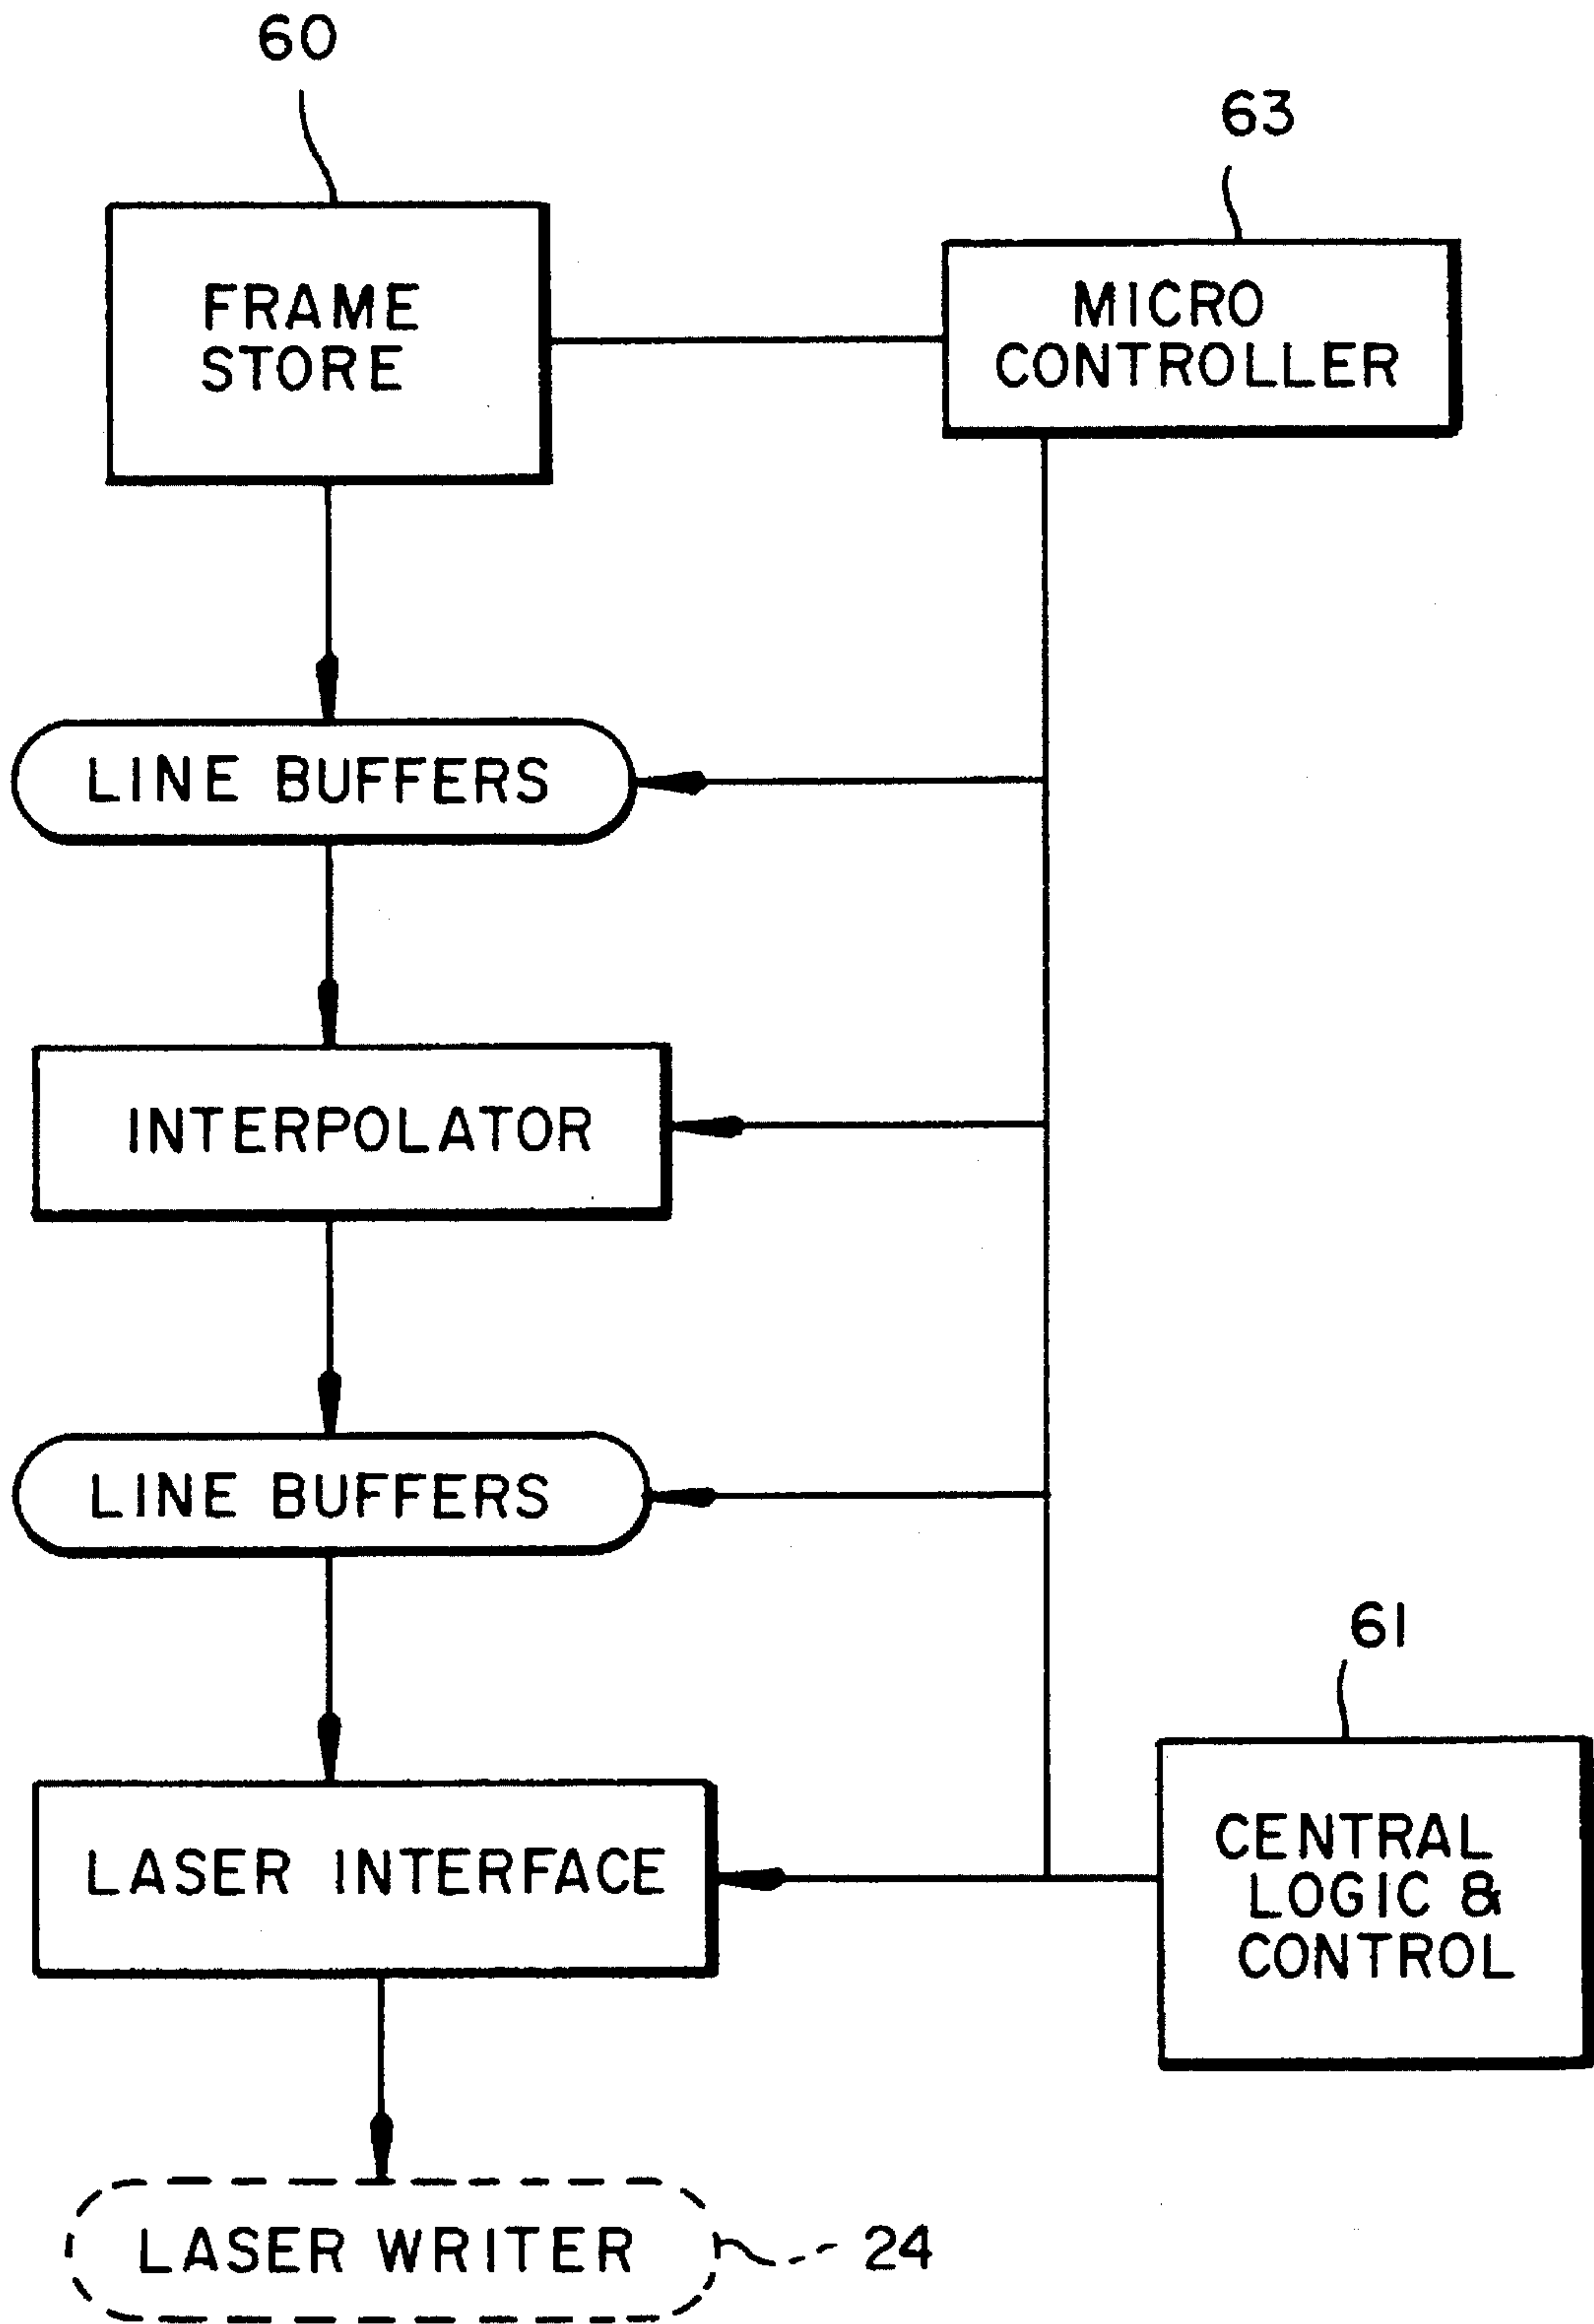 60
63
FRAME
STORE
MICRO
CONTROLLER
LINE BUFFERS
INTERPOLATOR
LINE BUFFERS
61
LASER INTERFACE
CENTRAL
LOGIC &
CONTROL
LASER WRITER
24